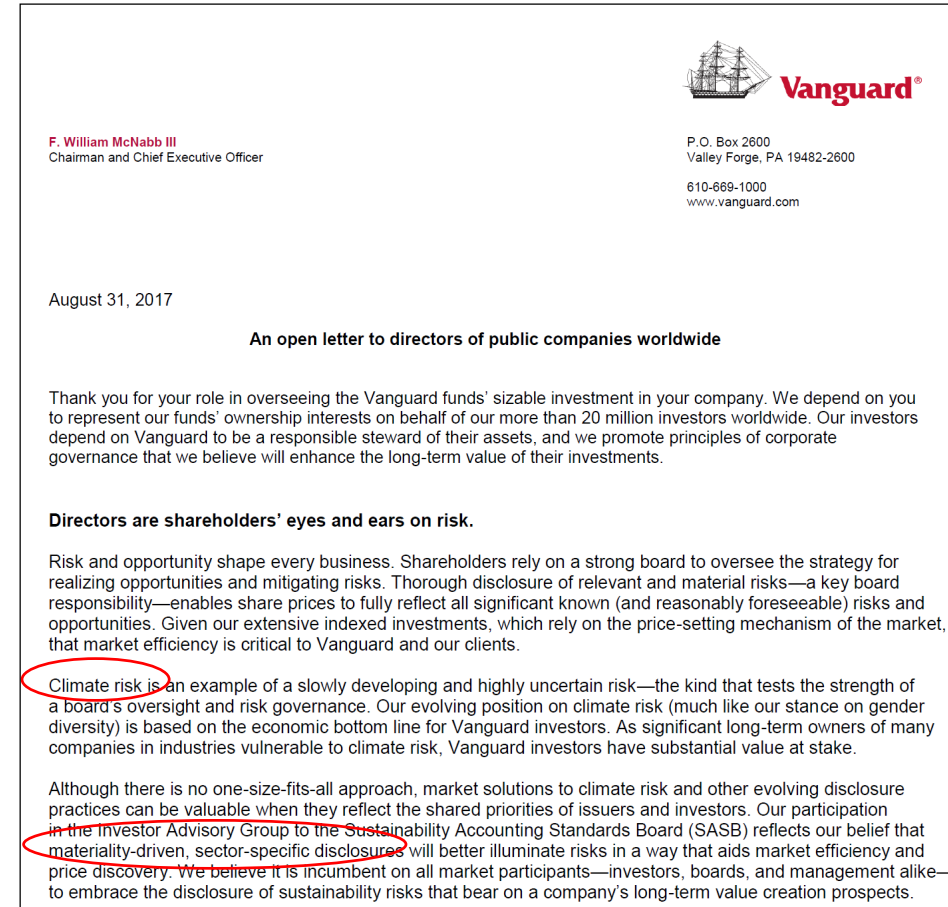 Vanguard®
F. William McNabb III
Chairman and Chief Executive Officer
P.O. Box 2600
Valley Forge, PA 19482-2600
610-669-1000
www.vanguard.com
August 31, 2017
An open letter to directors of public companies worldwide
Thank you for your role in overseeing the Vanguard funds’ sizable investment in your company. We depend on you
to represent our funds’ ownership interests on behalf of our more than 20 million investors worldwide. Our investors
depend on Vanguard to be a responsible steward of their assets, and we promote principles of corporate
governance that we believe will enhance the long-term value of their investments.
Directors are shareholders’ eyes and ears on risk.
Risk and opportunity shape every business. Shareholders rely on a strong board to oversee the strategy for
realizing opportunities and mitigating risks. Thorough disclosure of relevant and material risks—a key board
responsibility—enables share prices to fully reflect all significant known (and reasonably foreseeable) risks and
opportunities. Given our extensive indexed investments, which rely on the price-setting mechanism of the market,
that market efficiency is critical to Vanguard and our clients.
Climate risk is an example of a slowly developing and highly uncertain risk—the kind that tests the strength of
a board’s oversight and risk governance. Our evolving position on climate risk (much like our stance on gender
diversity) is based on the economic bottom line for Vanguard investors. As significant long-term owners of many
companies in industries vulnerable to climate risk, Vanguard investors have substantial value at stake.
Although there is no one-size-fits-all approach, market solutions to climate risk and other evolving disclosure
practices can be valuable when they reflect the shared priorities of issuers and investors. Our participation
in the Investor Advisory Group to the Sustainability Accounting Standards Board (SASB) reflects our belief that
materiality-driven, sector-specific disclosures will better illuminate risks in a way that aids market efficiency and
price discovery. We believe it is incumbent on all market participants—investors, boards, and management alike—
to embrace the disclosure of sustainability risks that bear on a company’s long-term value creation prospects.